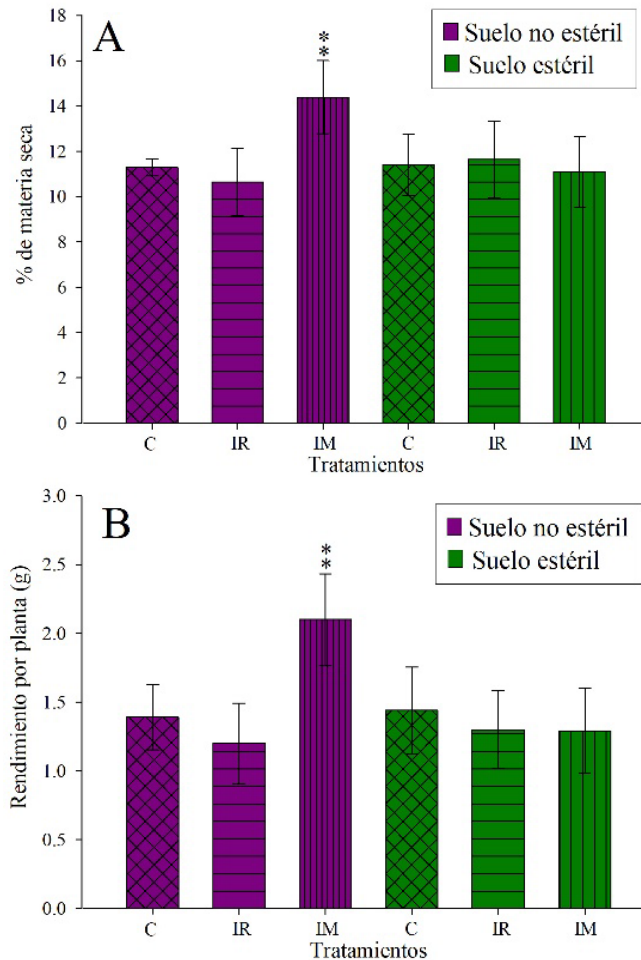 A
**
Suelo no estéril
Suelo estéril
18
16
14
12
10
8
6
4
2
0
% de materia seca
C IR IM C IR IM
Tratamientos
B
**
Suelo no estéril
Suelo estéril
3.0
2.5
2.0
1.5
1.0
0.5
0.0
Rendimiento por planta (g)
C IR IM C IR IM
Tratamientos